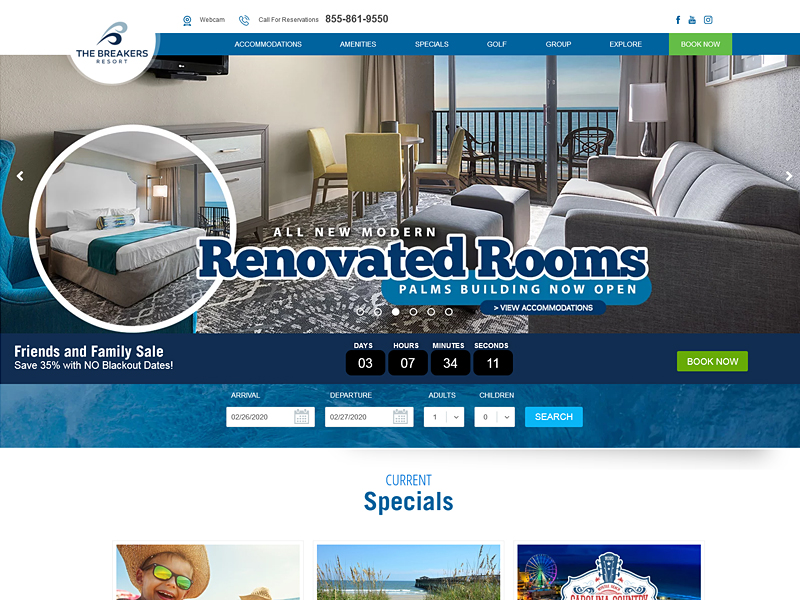 Webcam
Call For Reservations 855-861-9550
THE BREAKERS
RESORT
ACCOMMODATIONS
AMENITIES
SPECIALS
GOLF
GROUP
EXPLORE
BOOK NOW
ALL NEW MODERN
Renovated Rooms
PALMS BUILDING NOW OPEN
> VIEW ACCOMMODATIONS
Friends and Family Sale
Save 35% with NO Blackout Dates!
DAYS HOURS MINUTES SECONDS
03 07 34 11
BOOK NOW
ARRIVAL DEPARTURE ADULTS CHILDREN
02/26/2020 02/27/2020 1 0 SEARCH
CURRENT
Specials
CAROLINA COUNTRY